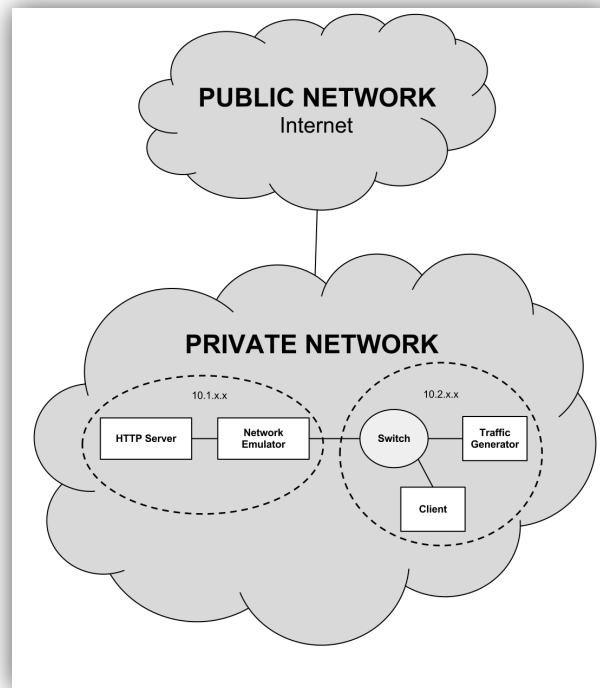 PUBLIC NETWORK
Internet
PRIVATE NETWORK
10.1.x.x
10.2.x.x
HTTP Server
Network
Emulator
Switch
Traffic
Generator
Client